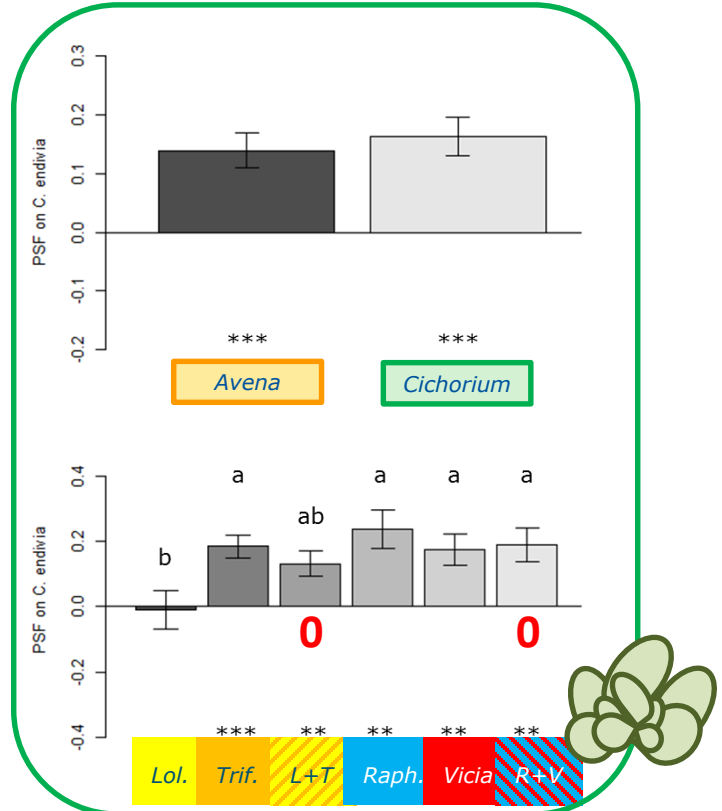 0.3
0.2
0.1
0.0
-0.1
-0.2
PSF on C. endivia
*** ***
Avena Cichorium
0.4
0.2
0.0
-0.2
-0.4
PSF on C. endivia
b a ab a a a
0 0
*** ** ** ** **
Lol. Trif. L+T Raph. Vicia R+V